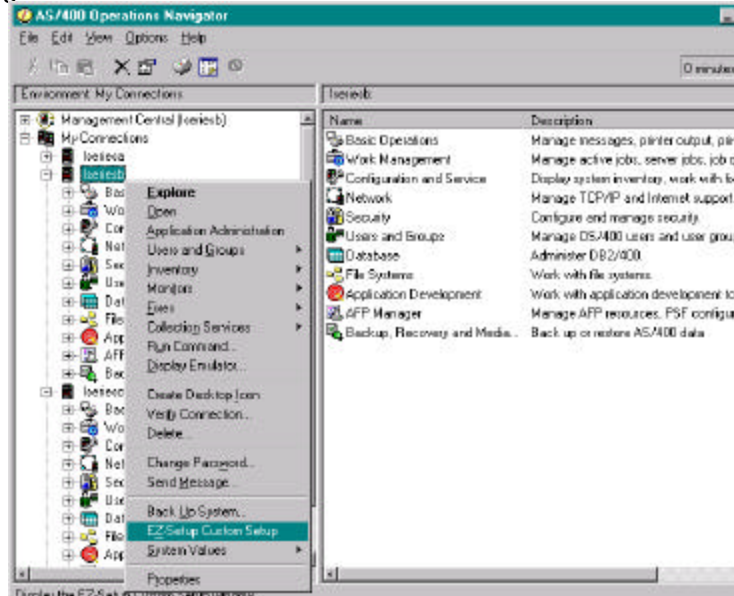 AS/400 Operations Navigator
File Edit View Options Help
0 minutes
Environment: My Connections
Iseriesb:
Management Central (Iseriesb)
My Connections
Iseriesa
Iseriesb
Bas
Wo
Cor
Net
Sec
Use
Dat
File
App
AFP
Bac
Iseriesc
Bas
Wo
Cor
Net
Sec
Use
Dat
File
App
Explore
Open
Application Administration
Users and Groups
Inventory
Monitors
Fixes
Collection Services
Run Command...
Display Emulator...
Create Desktop Icon
Verify Connection...
Delete...
Change Password...
Send Message...
Back Up System...
EZ-Setup Custom Setup
System Values
Properties
Name Description
Basic Operations Manage messages, printer output, prin
Work Management Manage active jobs, server jobs, job q
Configuration and Service Display system inventory, work with fix
Network Manage TCP/IP and Internet support.
Security Configure and manage security.
Users and Groups Manage OS/400 users and user group
Database Administer DB2/400.
File Systems Work with file systems.
Application Development Work with application development to
AFP Manager Manage AFP resources, PSF configur
Backup, Recovery and Media... Back up or restore AS/400 data